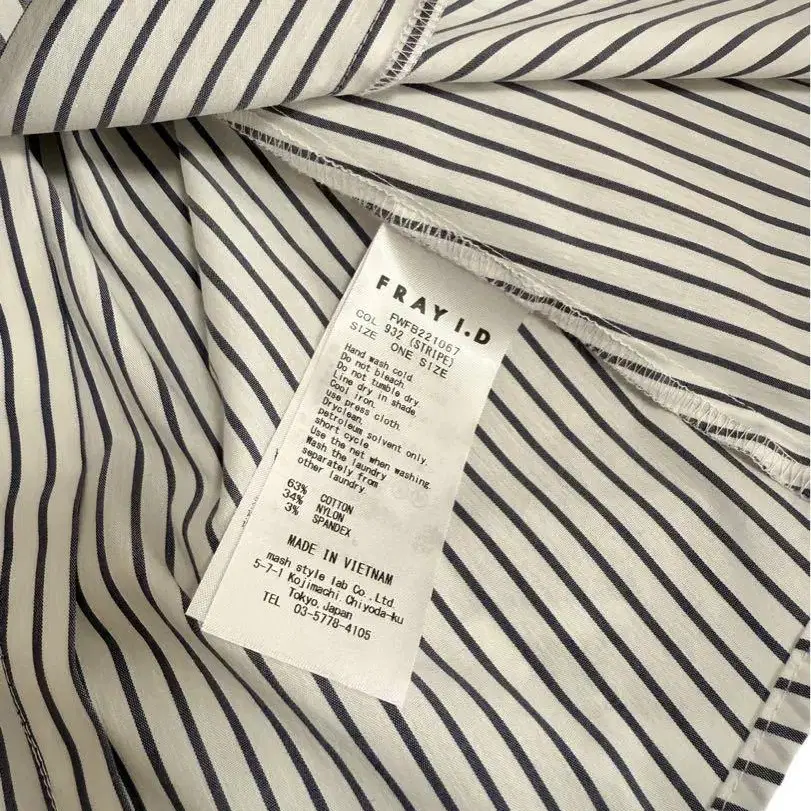 FRAY I.D
FWFB221067
COL 932 (STRIPE)
SIZE ONE SIZE
Hand wash cold.
Do not bleach.
Do not tumble dry.
Line dry in shade.
Cool iron.
use press cloth.
Dryclean.
petroleum solvent only.
short cycle
Use the net when washing.
Wash the laundry
separately from
other laundry.
63% COTTON
34% NYLON
3% SPANDEX
MADE IN VIETNAM
mash style lab Co.,Ltd.
5-7-1 Kojimachi,Chiyoda-ku
Tokyo,Japan
TEL 03-5778-4105